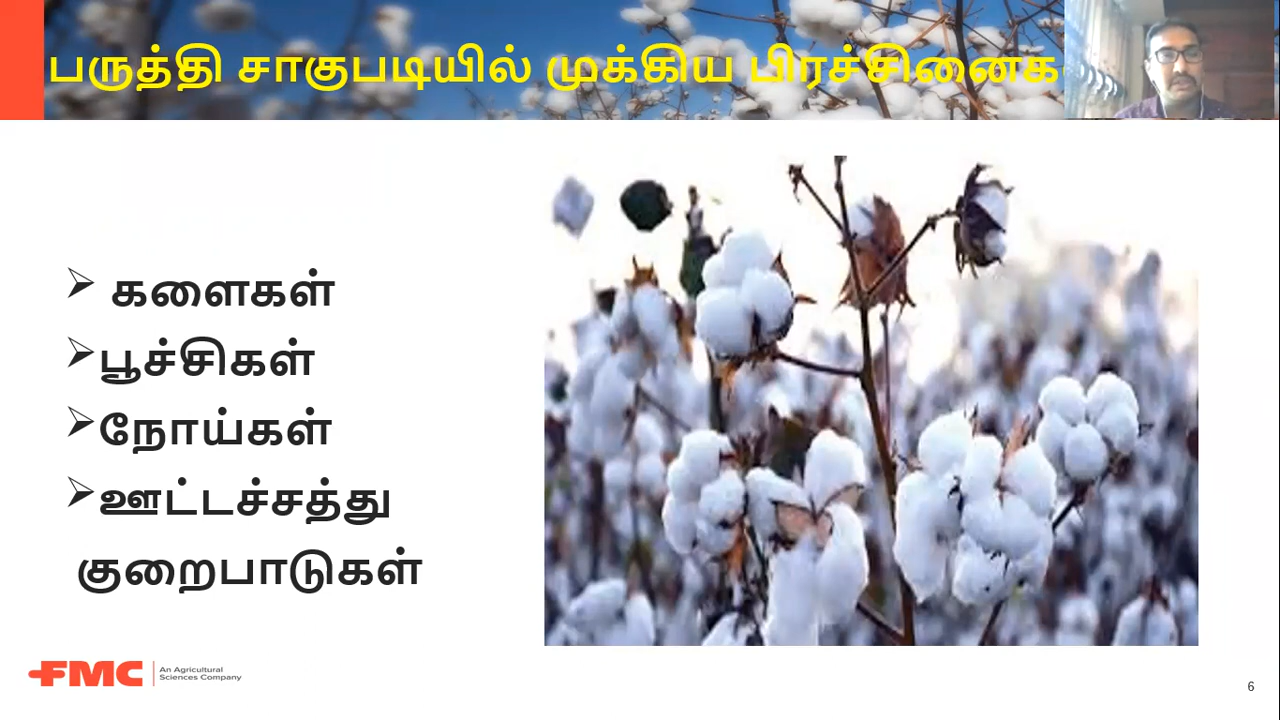 பருத்தி சாகுபடியில் முக்கிய பிரச்சினைக
➢ களைகள்
➢பூச்சிகள்
➢நோய்கள்
➢ஊட்டச்சத்து
குறைபாடுகள்
FMC An Agricultural
Sciences Company
6